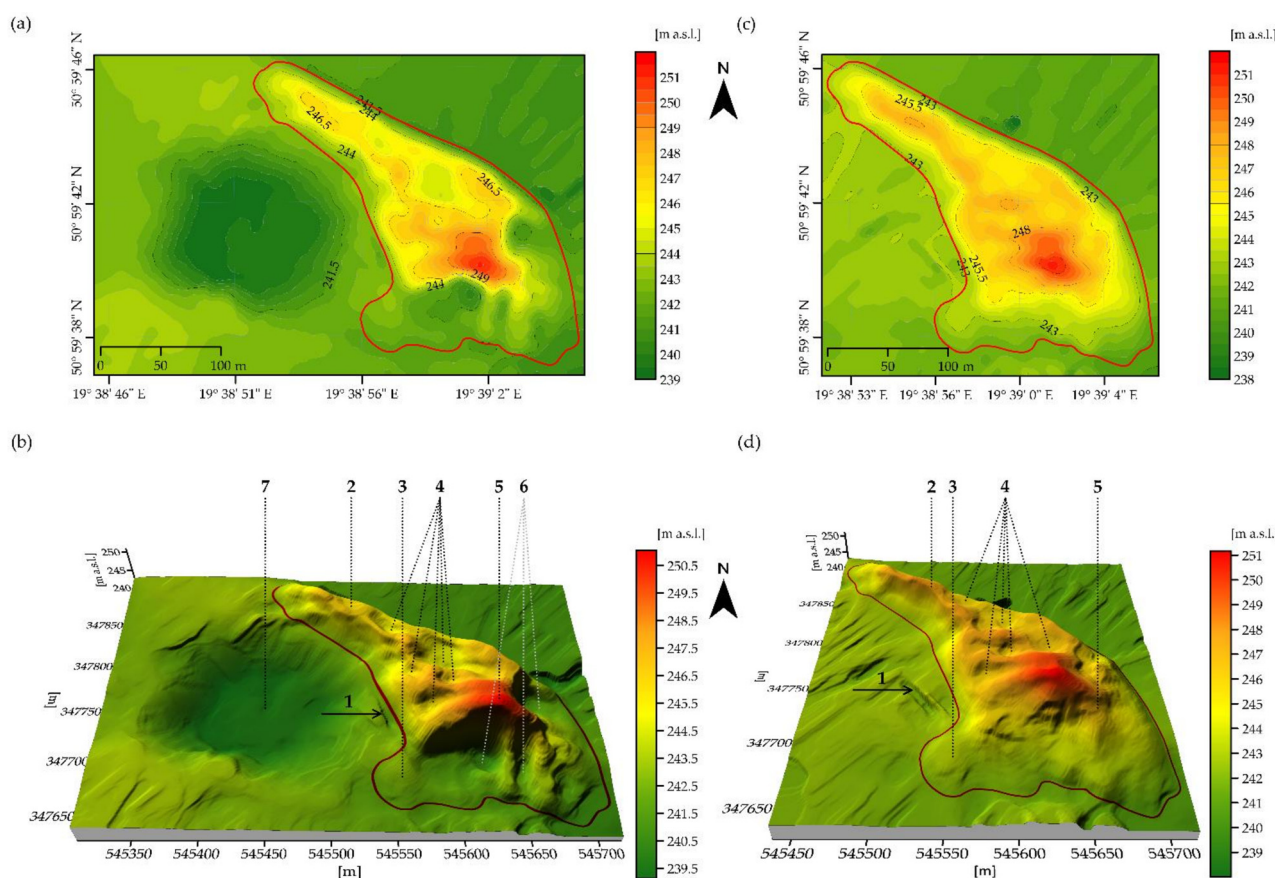 (a)
[m a.s.l.]
251
250
249
248
247
246
245
244
243
242
241
240
239
50° 59' 46" N
50° 59' 42" N
50° 59' 38" N
241.5
244
246.5
244
246.5
241.5
249
244
0 50 100 m
19° 38' 46" E 19° 38' 51" E 19° 38' 56" E 19° 39' 2" E
N
(c)
[m a.s.l.]
251
250
249
248
247
246
245
244
243
242
241
240
239
238
50° 59' 46" N
50° 59' 42" N
50° 59' 38" N
243
245.5
243
243
248
245.5
243
243
0 50 100 m
19° 38' 53" E 19° 38' 56" E 19° 39' 0" E 19° 39' 4" E
(b)
7 2 3 4 5 6
1
[m a.s.l.]
250
245
240
347850
347800
347750
347700
347650
[m]
545350 545400 545450 545500 545550 545600 545650 545700
[m]
[m a.s.l.]
250.5
249.5
248.5
247.5
246.5
245.5
244.5
243.5
242.5
241.5
240.5
239.5
N
(d)
2 3 4 5
1
[m a.s.l.]
250
245
240
347850
347800
347750
347700
347650
[m]
545450 545500 545550 545600 545650 545700
[m]
[m a.s.l.]
251
250
249
248
247
246
245
244
243
242
241
240
239